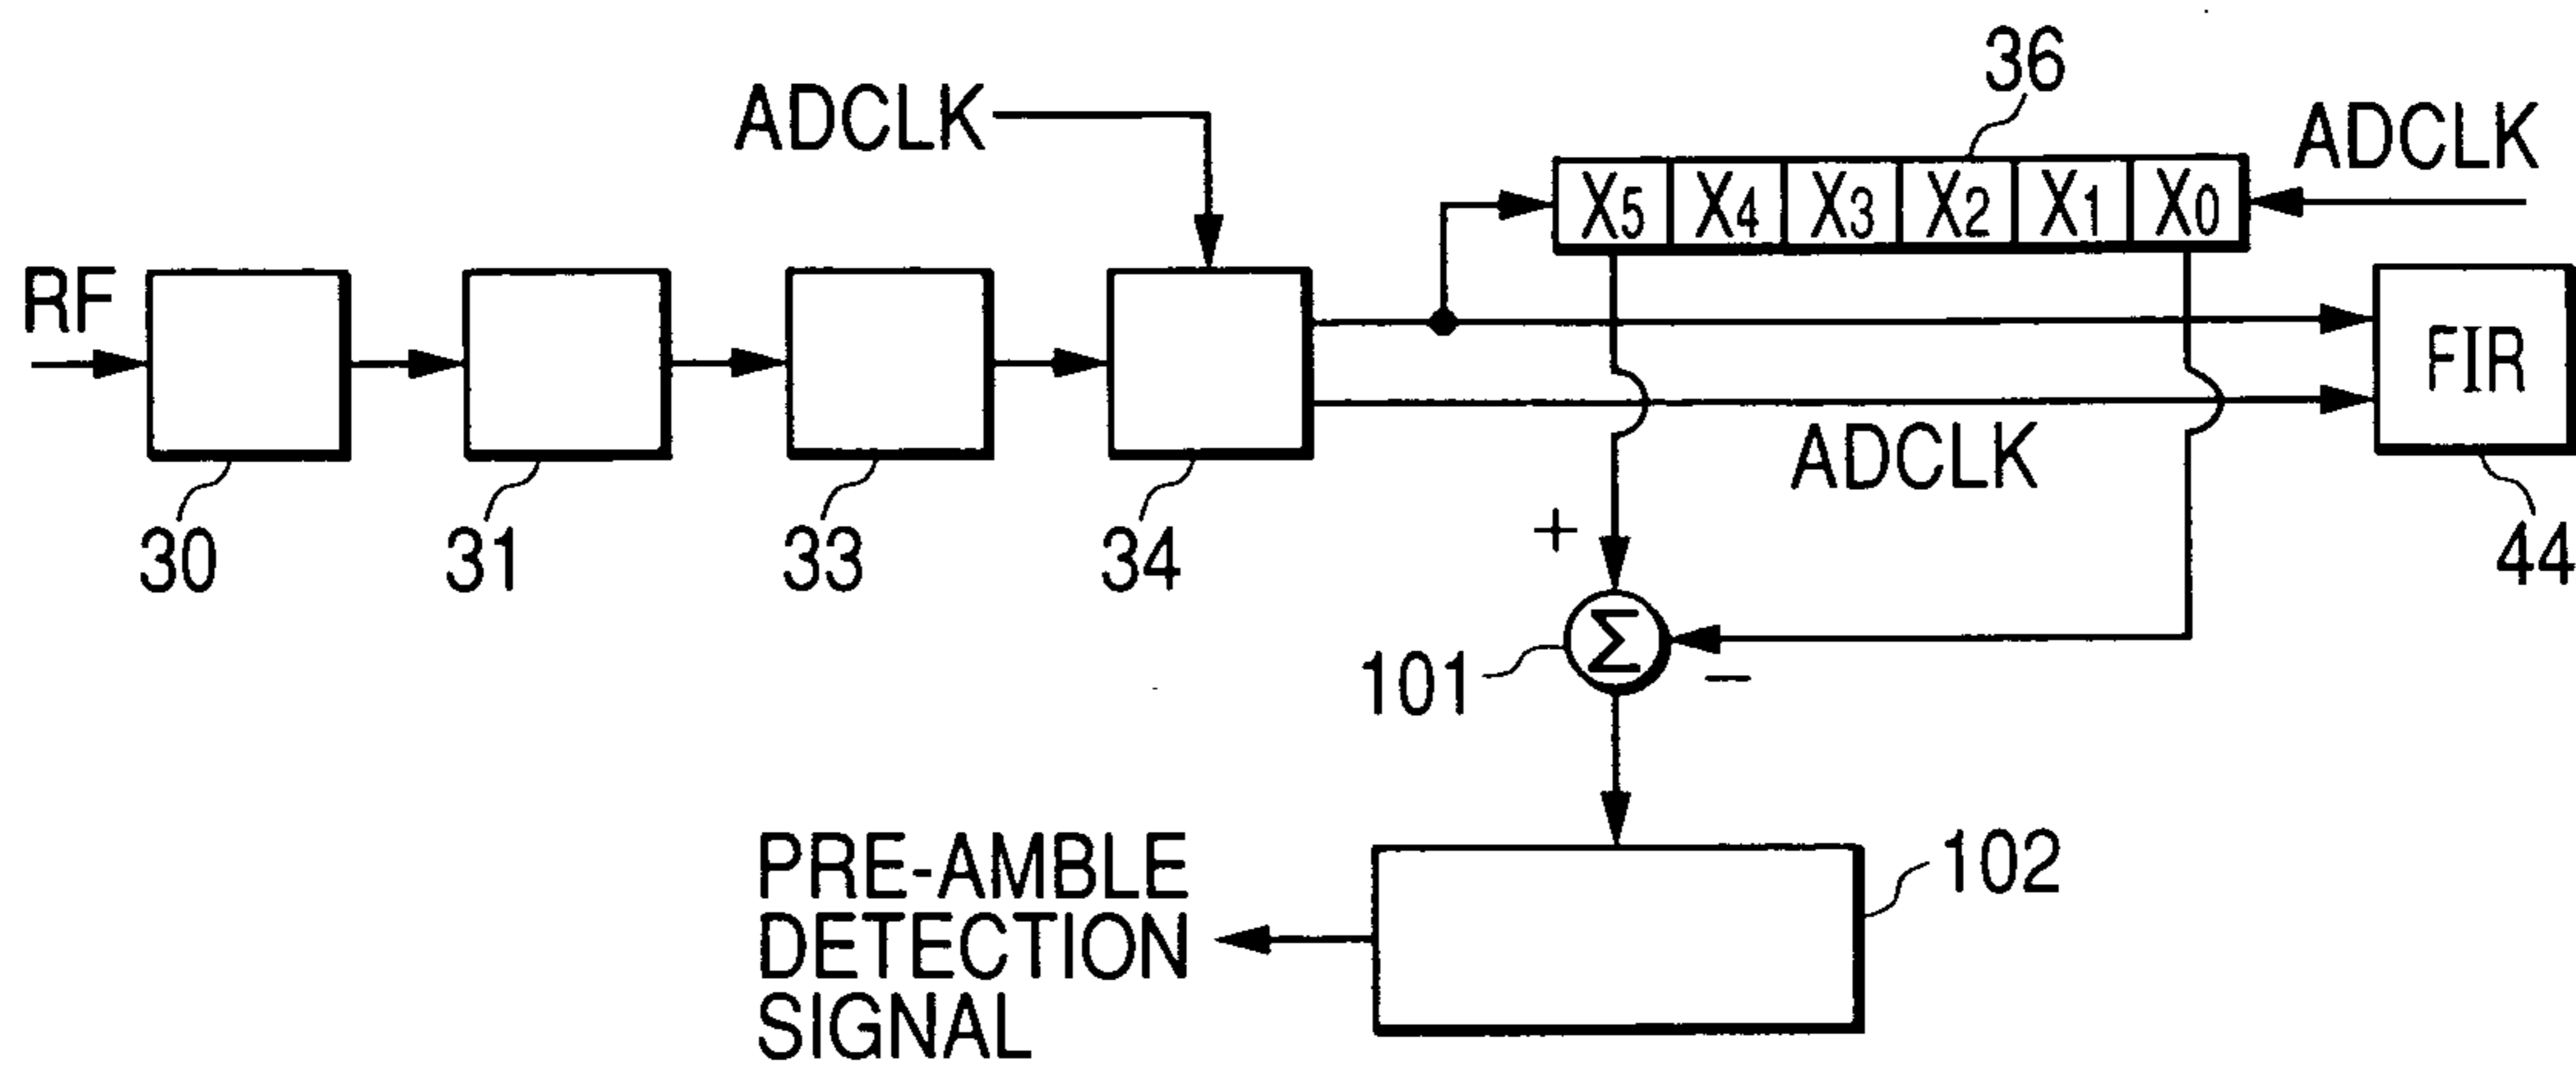 36
ADCLK
ADCLK
X5 X4 X3 X2 X1 X0
RF
FIR
ADCLK
30
31
33
34
44
+
Σ
101
−
102
PRE-AMBLE
DETECTION
SIGNAL